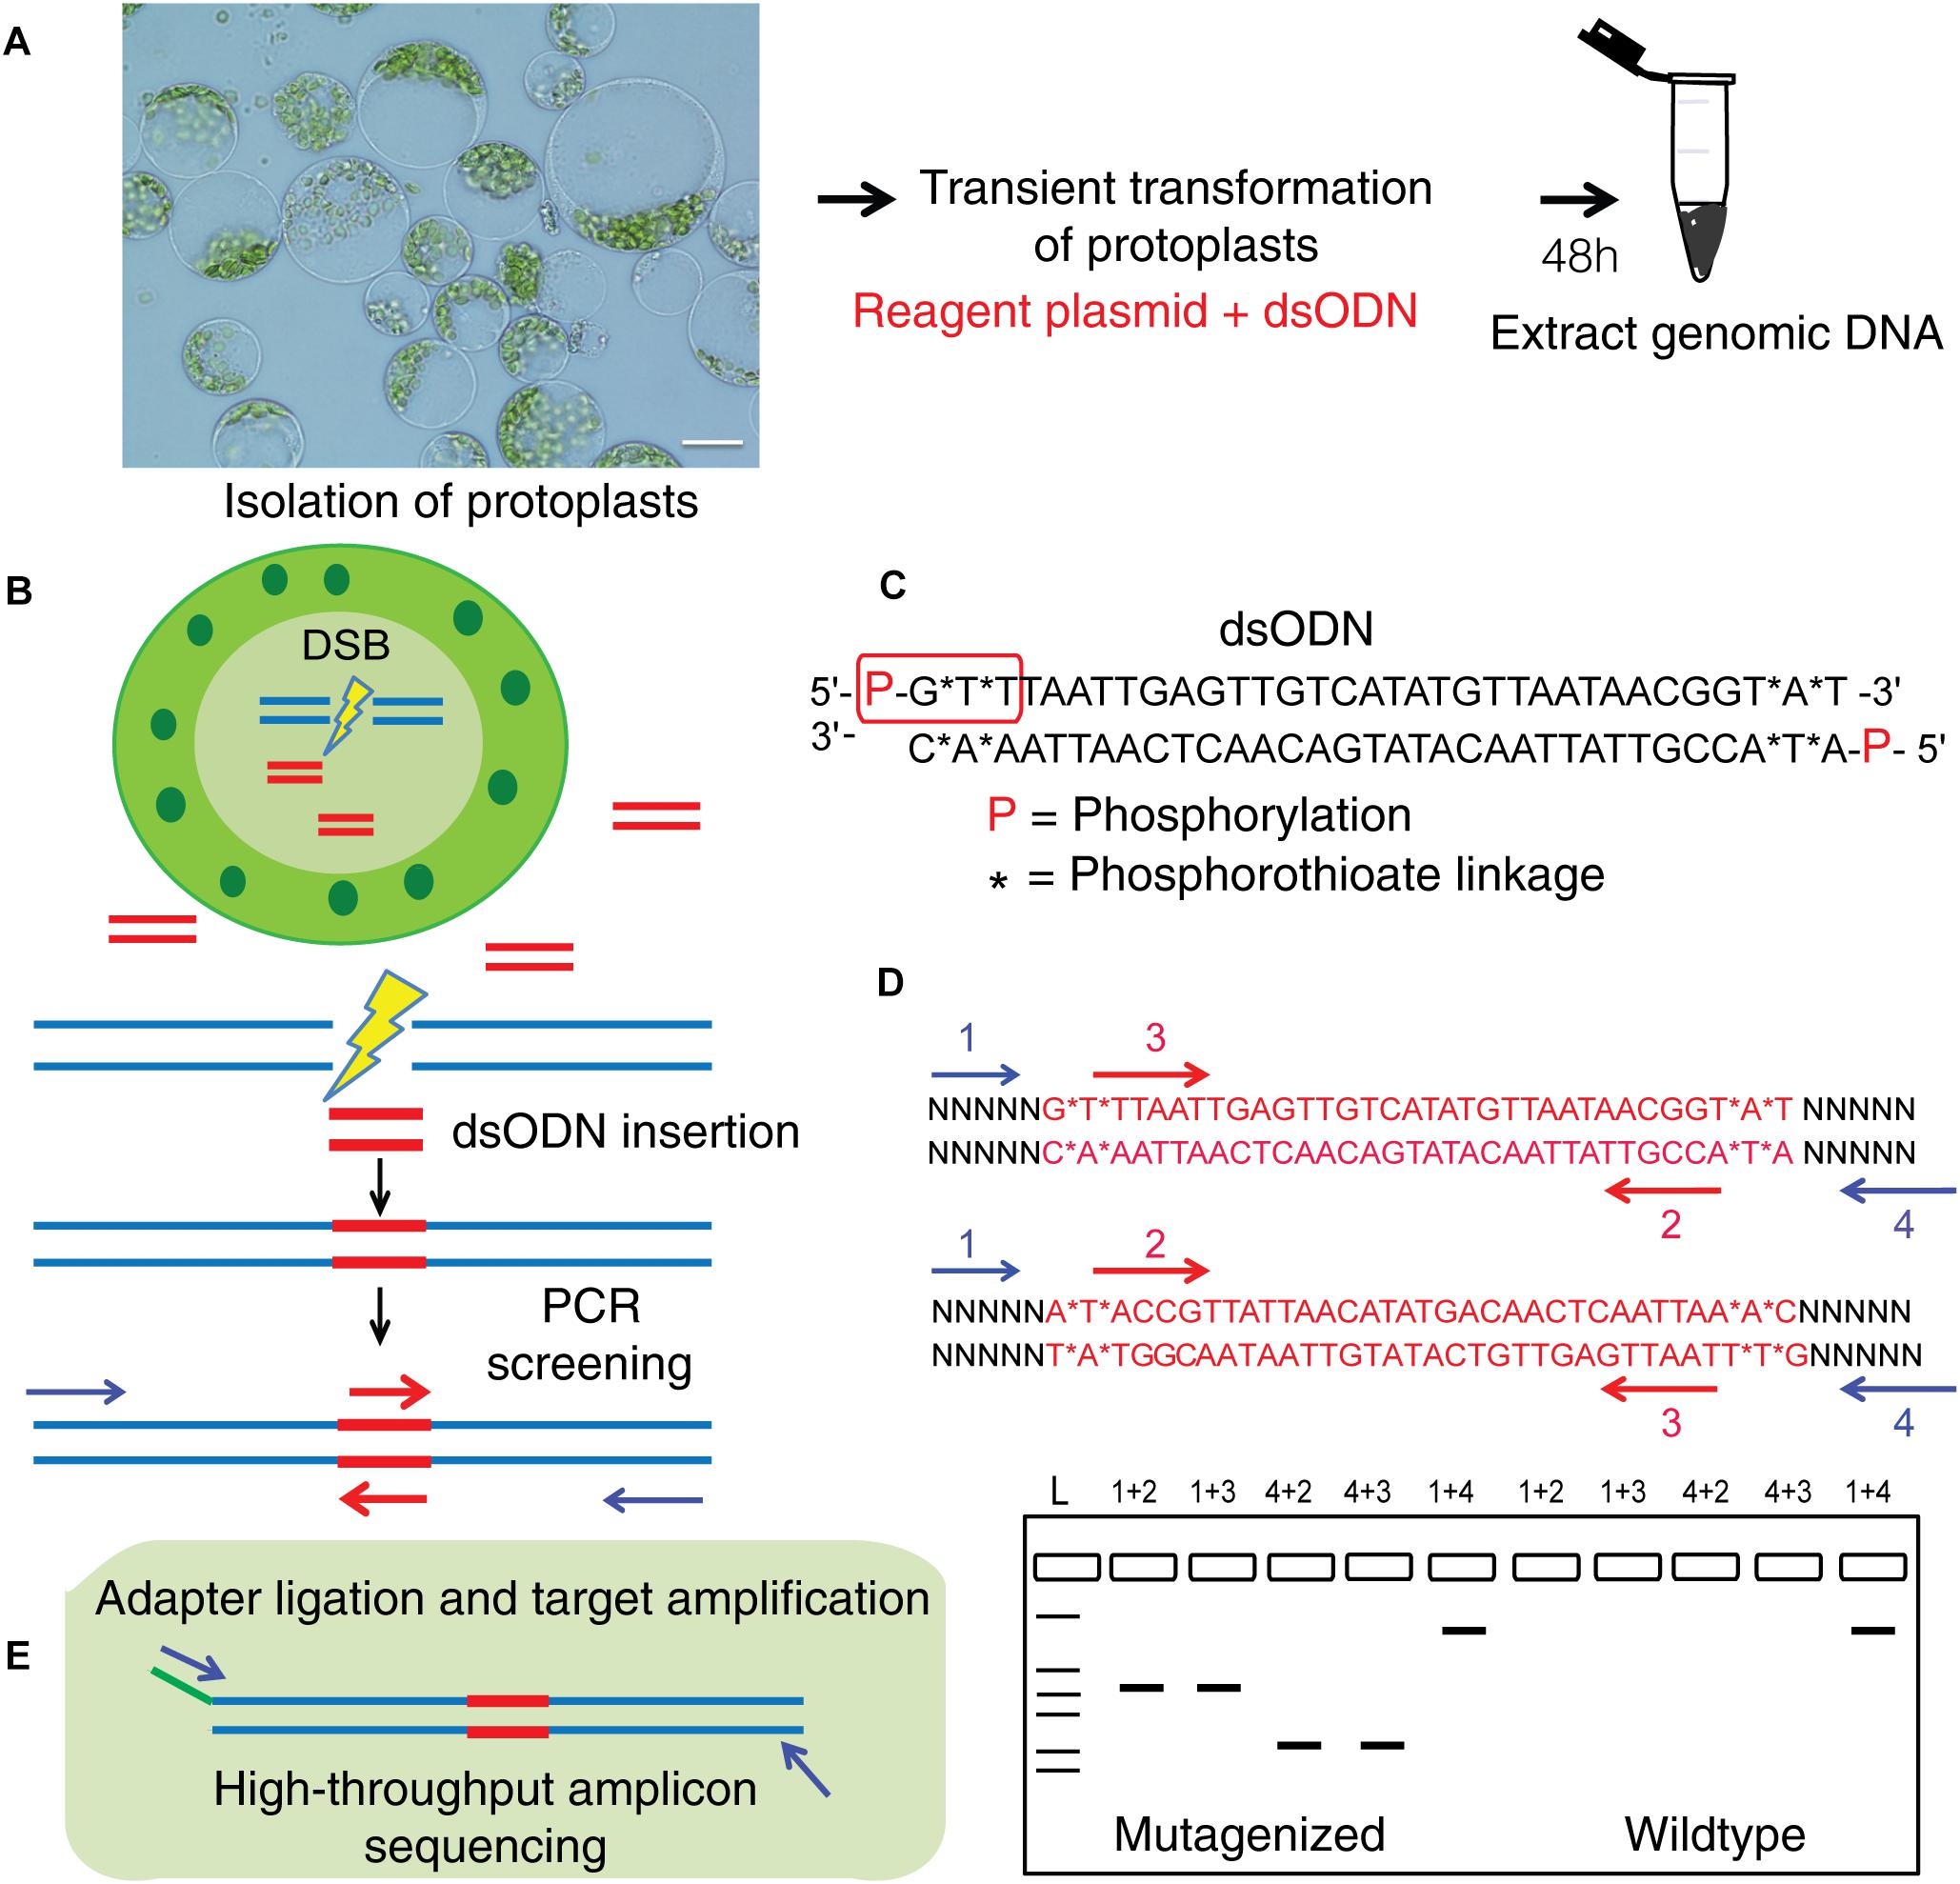 A
Transient transformation
of protoplasts
Reagent plasmid + dsODN
48h
Extract genomic DNA
Isolation of protoplasts
B
DSB
dsODN insertion
PCR
screening
C
dsODN
5'- P-G*T*TTAATTGAGTTGTCATATGTTAATAACGGT*A*T -3'
3'- C*A*AATTAACTCAACAGTATACAATTATTGCCA*T*A-P- 5'
P = Phosphorylation
* = Phosphorothioate linkage
D
1 3
NNNNNG*T*TTAATTGAGTTGTCATATGTTAATAACGGT*A*T NNNNN
NNNNNC*A*AATTAACTCAACAGTATACAATTATTGCCA*T*A NNNNN
2 4
1 2
NNNNNA*T*ACCGTTATTAACATATGACAACTCAATTAA*A*CNNNNN
NNNNNT*A*TGGCAATAATTGTATACTGTTGAGTTAATT*T*GNNNNN
3 4
L 1+2 1+3 4+2 4+3 1+4 1+2 1+3 4+2 4+3 1+4
Mutagenized Wildtype
E
Adapter ligation and target amplification
High-throughput amplicon
sequencing